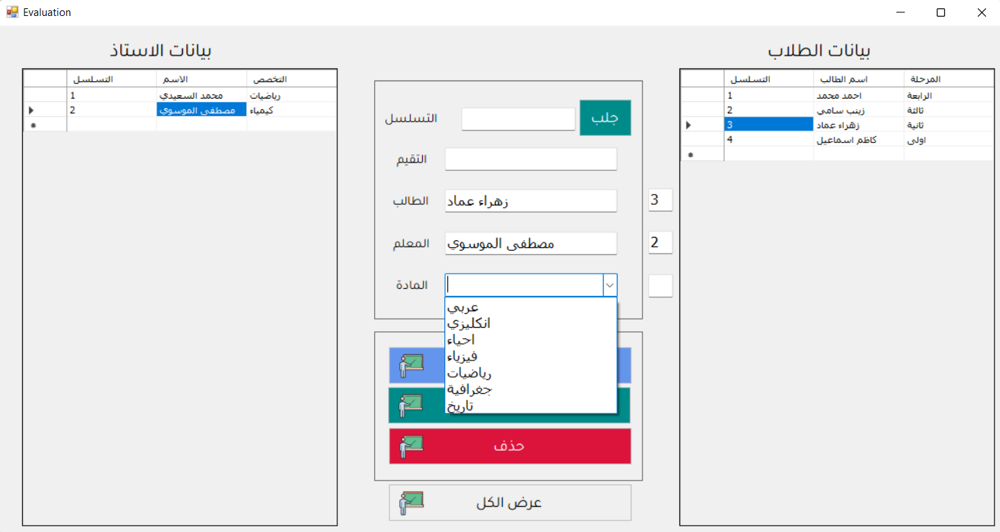 Evaluation
بيانات الاستاذ
التسلسل الاسم التخصص
1 محمد السعيدي رياضيات
2 مصطفى الموسوي كيمياء
التسلسل جلب
التقيم
الطالب زهراء عماد 3
المعلم مصطفى الموسوي 2
المادة
عربي
انكليزي
احياء
فيزياء
رياضيات
جغرافية
تاريخ
حذف
عرض الكل
بيانات الطلاب
التسلسل اسم الطالب المرحلة
1 احمد محمد الرابعة
2 زينب سامي ثالثة
3 زهراء عماد ثانية
4 كاظم اسماعيل اولى